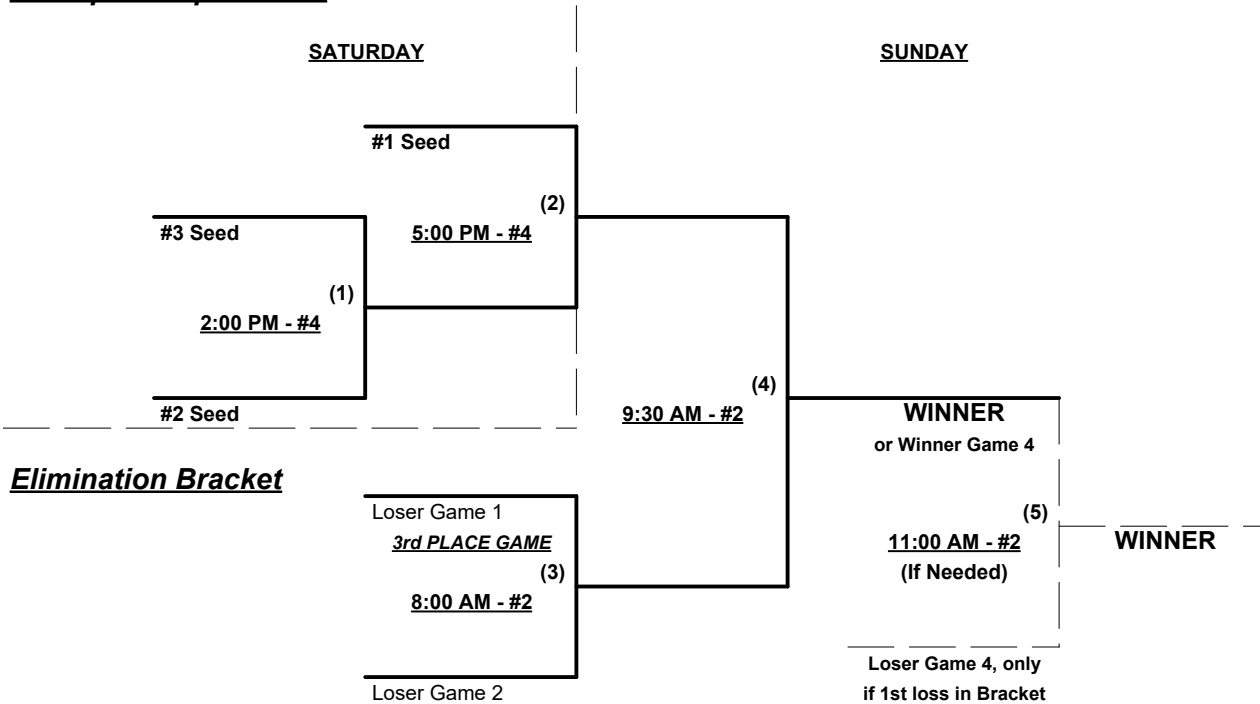 SATURDAY
SUNDAY
#1 Seed
(2)
#3 Seed
5:00 PM - #4
(1)
2:00 PM - #4
(4)
#2 Seed
9:30 AM - #2
WINNER
or Winner Game 4
Elimination Bracket
Loser Game 1
(5)
3rd PLACE GAME
11:00 AM - #2
WINNER
(3)
(If Needed)
8:00 AM - #2
Loser Game 4, only
Loser Game 2
if 1st loss in Bracket